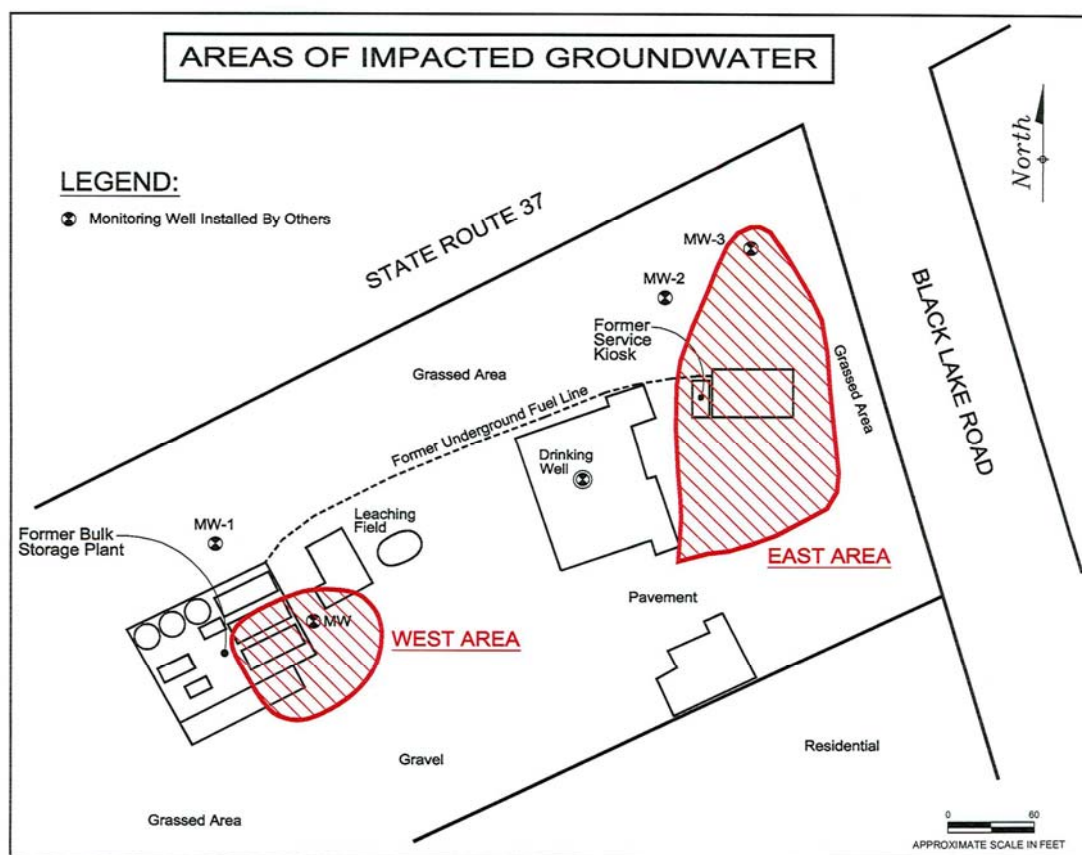 AREAS OF IMPACTED GROUNDWATER
North
LEGEND:
Monitoring Well Installed By Others
STATE ROUTE 37
BLACK LAKE ROAD
MW-3
MW-2
Former
Service
Kiosk
Grassed Area
Grassed Area
Former Underground Fuel Line
Drinking
Well
Leaching
Field
MW-1
Former Bulk
Storage Plant
EAST AREA
Pavement
MW
WEST AREA
Residential
Gravel
Grassed Area
0 60
APPROXIMATE SCALE IN FEET